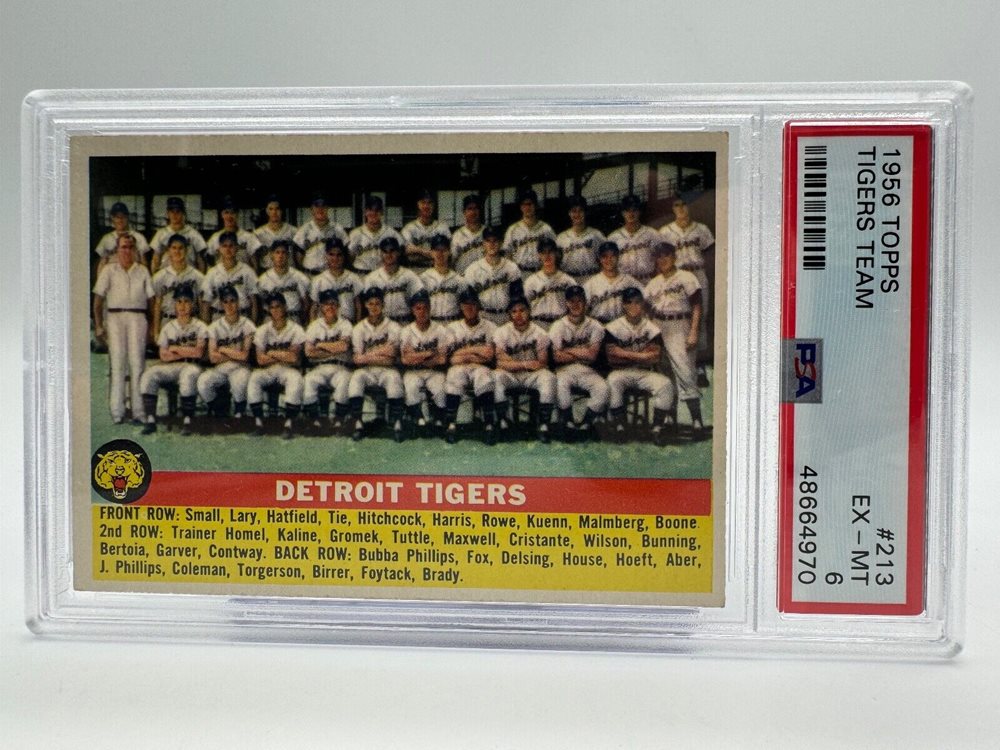 DETROIT TIGERS
FRONT ROW: Small, Lary, Hatfield, Tie, Hitchcock, Harris, Rowe, Kuenn, Malmberg, Boone.
2nd ROW: Trainer Homel, Kaline, Gromek, Tuttle, Maxwell, Cristante, Wilson, Bunning,
Bertoia, Garver, Contway. BACK ROW: Bubba Phillips, Fox, Delsing, House, Hoeft, Aber,
J. Phillips, Coleman, Torgerson, Birrer, Foytack, Brady.
1956 TOPPS #213
TIGERS TEAM EX - MT
6
PSA 48664970